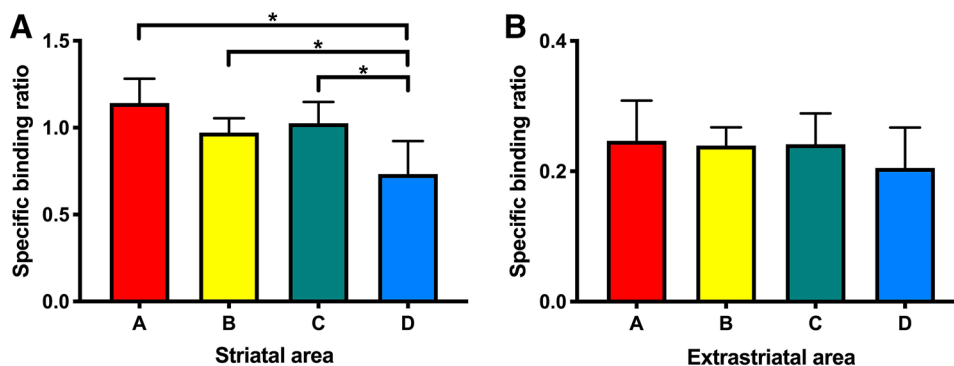 A
*
*
*
Specific binding ratio
1.5
1.0
0.5
0.0
A B C D
Striatal area
B
Specific binding ratio
0.4
0.2
0.0
A B C D
Extrastriatal area